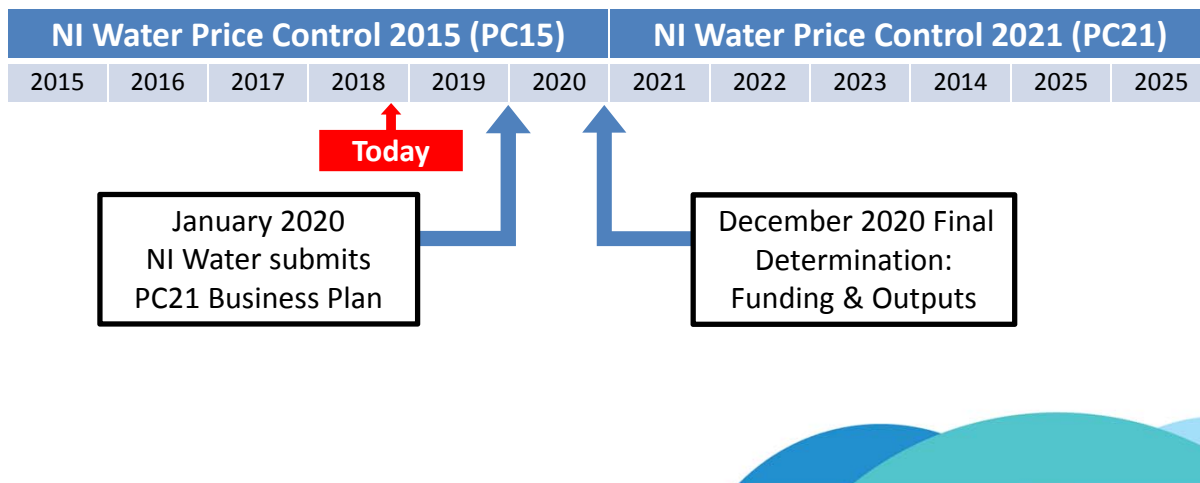 NI Water Price Control 2015 (PC15) NI Water Price Control 2021 (PC21)
2015 2016 2017 2018 2019 2020 2021 2022 2023 2014 2025 2025
Today
January 2020
NI Water submits
PC21 Business Plan
December 2020 Final
Determination:
Funding & Outputs